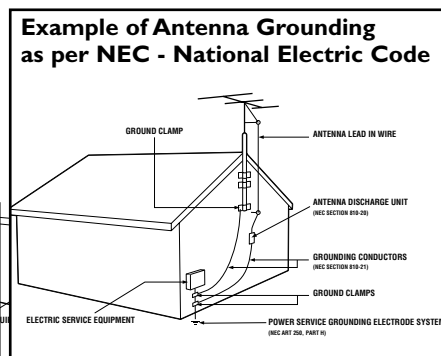 Example of Antenna Grounding
as per NEC - National Electric Code
GROUND CLAMP
ANTENNA LEAD IN WIRE
ANTENNA DISCHARGE UNIT
(NEC SECTION 810-20)
GROUNDING CONDUCTORS
(NEC SECTION 810-21)
GROUND CLAMPS
ELECTRIC SERVICE EQUIPMENT
POWER SERVICE GROUNDING ELECTRODE SYSTEM
(NEC ART 250, PART H)